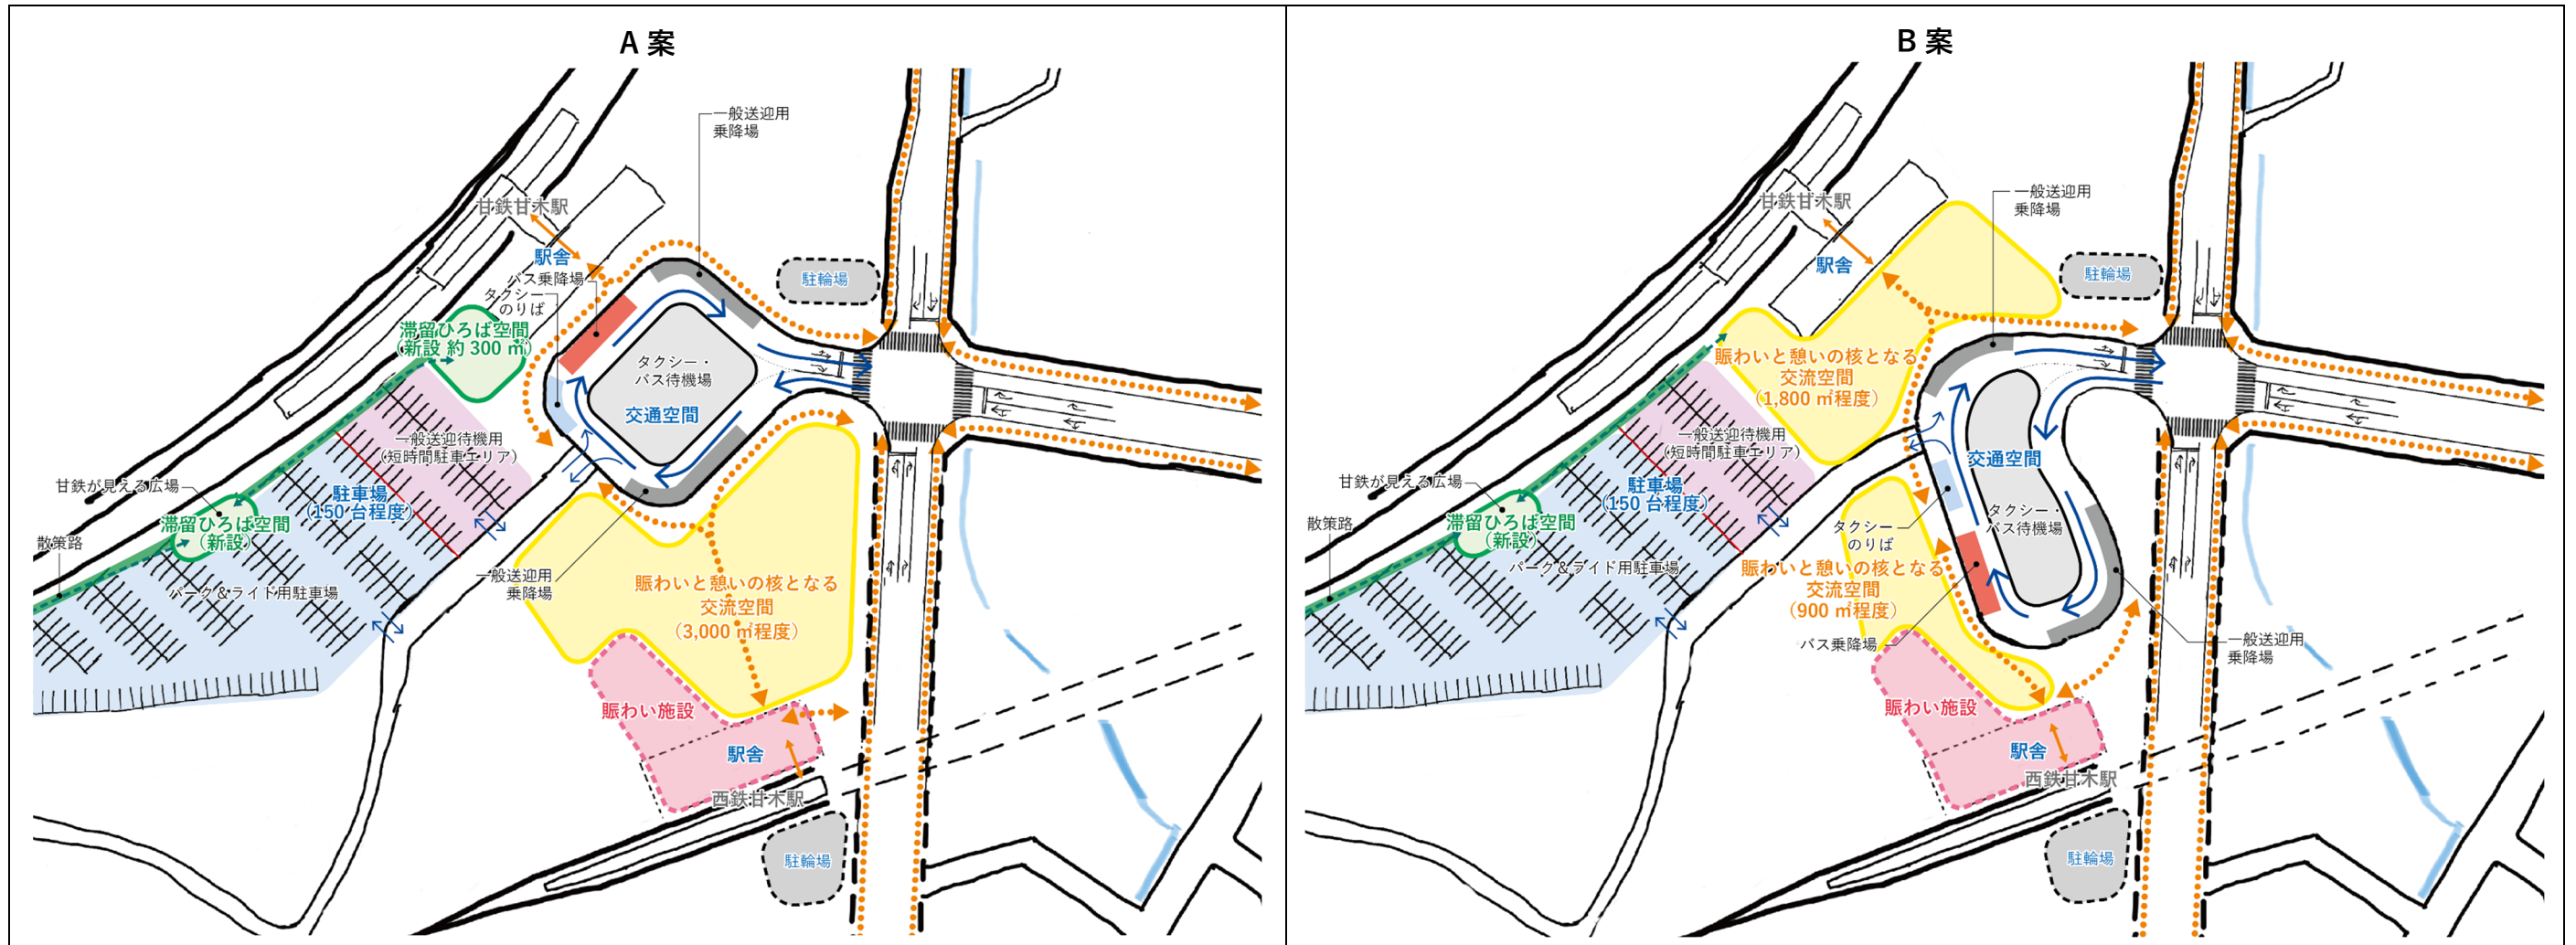 A 案
一般送迎用
乗降場
甘鉄甘木駅
駅舎
バス乗降場
タクシー
のりば
駐輪場
滞留ひろば空間
（新設 約 300 ㎡）
タクシー・
バス待機場
交通空間
一般送迎待機用
（短時間駐車エリア）
甘鉄が見える広場
駐車場
（150 台程度）
滞留ひろば空間
（新設）
散策路
パーク＆ライド用駐車場
一般送迎用
乗降場
賑わいと憩いの核となる
交流空間
（3,000 ㎡程度）
賑わい施設
駅舎
西鉄甘木駅
駐輪場
B 案
一般送迎用
乗降場
甘鉄甘木駅
駅舎
駐輪場
賑わいと憩いの核となる
交流空間
（1,800 ㎡程度）
一般送迎待機用
（短時間駐車エリア）
交通空間
甘鉄が見える広場
駐車場
（150 台程度）
滞留ひろば空間
（新設）
散策路
タクシー
のりば
タクシー・
バス待機場
パーク＆ライド用駐車場
賑わいと憩いの核となる
交流空間
（900 ㎡程度）
バス乗降場
一般送迎用
乗降場
賑わい施設
駅舎
西鉄甘木駅
駐輪場